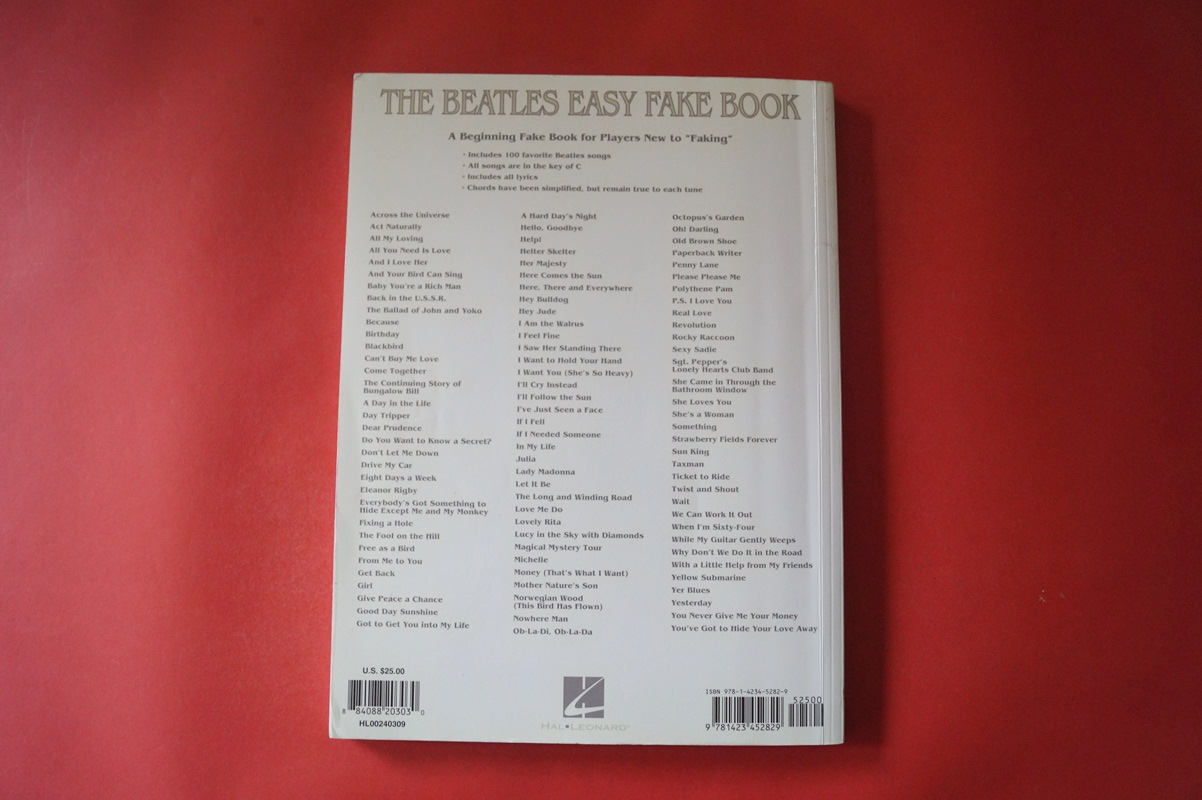 THE BEATLES EASY FAKE BOOK
A Beginning Fake Book for Players New to "Faking"
• Includes 100 favorite Beatles songs
• All songs are in the key of C
• Includes all lyrics
• Chords have been simplified, but remain true to each tune
Across the Universe
Act Naturally
All My Loving
All You Need Is Love
And I Love Her
And Your Bird Can Sing
Baby You're a Rich Man
Back in the U.S.S.R.
The Ballad of John and Yoko
Because
Birthday
Blackbird
Can't Buy Me Love
Come Together
The Continuing Story of
Bungalow Bill
A Day in the Life
Day Tripper
Dear Prudence
Do You Want to Know a Secret?
Don't Let Me Down
Drive My Car
Eight Days a Week
Eleanor Rigby
Everybody's Got Something to
Hide Except Me and My Monkey
Fixing a Hole
The Fool on the Hill
Free as a Bird
From Me to You
Get Back
Girl
Give Peace a Chance
Good Day Sunshine
Got to Get You into My Life
A Hard Day's Night
Hello, Goodbye
Help!
Helter Skelter
Her Majesty
Here Comes the Sun
Here, There and Everywhere
Hey Bulldog
Hey Jude
I Am the Walrus
I Feel Fine
I Saw Her Standing There
I Want to Hold Your Hand
I Want You (She's So Heavy)
I'll Cry Instead
I'll Follow the Sun
I've Just Seen a Face
If I Fell
If I Needed Someone
In My Life
Julia
Lady Madonna
Let It Be
The Long and Winding Road
Love Me Do
Lovely Rita
Lucy in the Sky with Diamonds
Magical Mystery Tour
Michelle
Money (That's What I Want)
Mother Nature's Son
Norwegian Wood
(This Bird Has Flown)
Nowhere Man
Ob-La-Di, Ob-La-Da
Octopus's Garden
Oh! Darling
Old Brown Shoe
Paperback Writer
Penny Lane
Please Please Me
Polythene Pam
P.S. I Love You
Real Love
Revolution
Rocky Raccoon
Sexy Sadie
Sgt. Pepper's
Lonely Hearts Club Band
She Came in Through the
Bathroom Window
She Loves You
She's a Woman
Something
Strawberry Fields Forever
Sun King
Taxman
Ticket to Ride
Twist and Shout
Wait
We Can Work It Out
When I'm Sixty-Four
While My Guitar Gently Weeps
Why Don't We Do It in the Road
With a Little Help from My Friends
Yellow Submarine
Yer Blues
Yesterday
You Never Give Me Your Money
You've Got to Hide Your Love Away
U.S. $25.00
8 84088 20303 0
HL00240309
HAL•LEONARD®
ISBN 978-1-4234-5282-9
52500
9 781423 452829